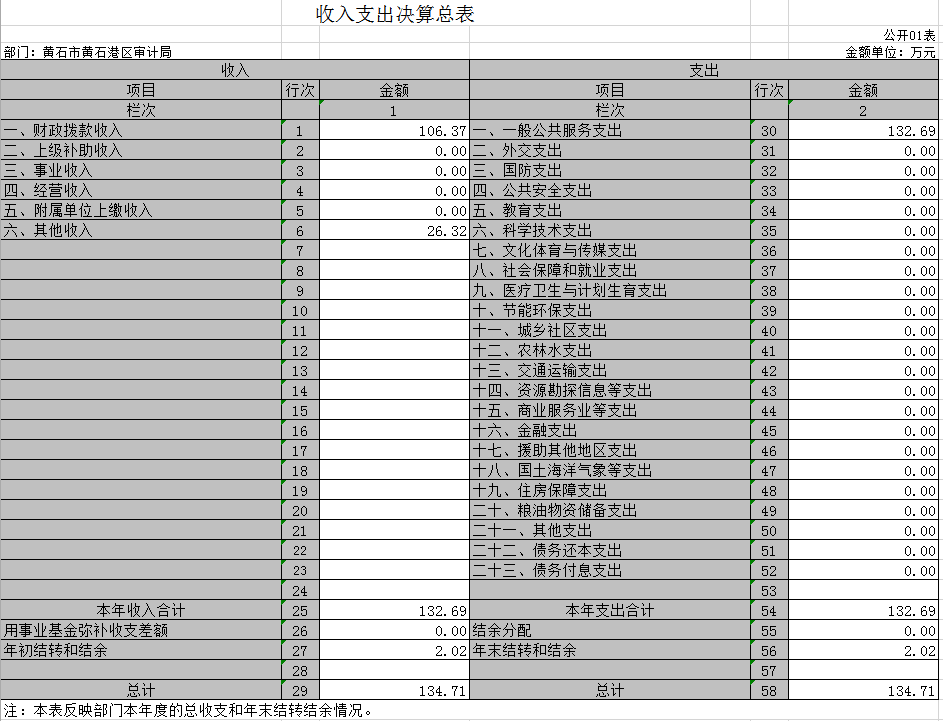 收入支出决算总表
公开01表
部门：黄石市黄石港区审计局 金额单位：万元
收入 支出
项目 行次 金额 项目 行次 金额
栏次 1 栏次 2
一、财政拨款收入 1 106.37 一、一般公共服务支出 30 132.69
二、上级补助收入 2 0.00 二、外交支出 31 0.00
三、事业收入 3 0.00 三、国防支出 32 0.00
四、经营收入 4 0.00 四、公共安全支出 33 0.00
五、附属单位上缴收入 5 0.00 五、教育支出 34 0.00
六、其他收入 6 26.32 六、科学技术支出 35 0.00
7 七、文化体育与传媒支出 36 0.00
8 八、社会保障和就业支出 37 0.00
9 九、医疗卫生与计划生育支出 38 0.00
10 十、节能环保支出 39 0.00
11 十一、城乡社区支出 40 0.00
12 十二、农林水支出 41 0.00
13 十三、交通运输支出 42 0.00
14 十四、资源勘探信息等支出 43 0.00
15 十五、商业服务业等支出 44 0.00
16 十六、金融支出 45 0.00
17 十七、援助其他地区支出 46 0.00
18 十八、国土海洋气象等支出 47 0.00
19 十九、住房保障支出 48 0.00
20 二十、粮油物资储备支出 49 0.00
21 二十一、其他支出 50 0.00
22 二十二、债务还本支出 51 0.00
23 二十三、债务付息支出 52 0.00
24 53
本年收入合计 25 132.69 本年支出合计 54 132.69
用事业基金弥补收支差额 26 0.00 结余分配 55 0.00
年初结转和结余 27 2.02 年末结转和结余 56 2.02
28 57
总计 29 134.71 总计 58 134.71
注：本表反映部门本年度的总收支和年末结转结余情况。